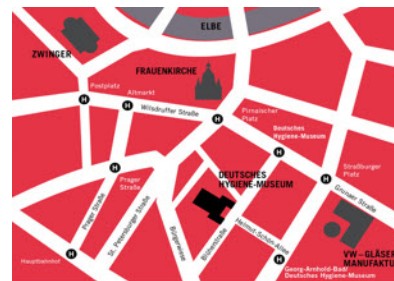 ELBE
ZWINGER
FRAUENKIRCHE
Postplatz
Altmarkt
Wilsdruffer Straße
Pirnaischer
Platz
Deutsches
Hygiene-Museum
H
H
H
H
Prager
Straße
H
DEUTSCHES
HYGIENE-MUSEUM
Straßburger
Platz
H
Prager Straße
St. Petersburger Straße
Bürgerwiese
Blüherstraße
Helmut-Schön-Allee
Grunaer Straße
Hauptbahnhof
H
H
VW-GLÄSER
MANUFAKTU
Georg-Arnhold-Bad/
Deutsches Hygiene-Museum